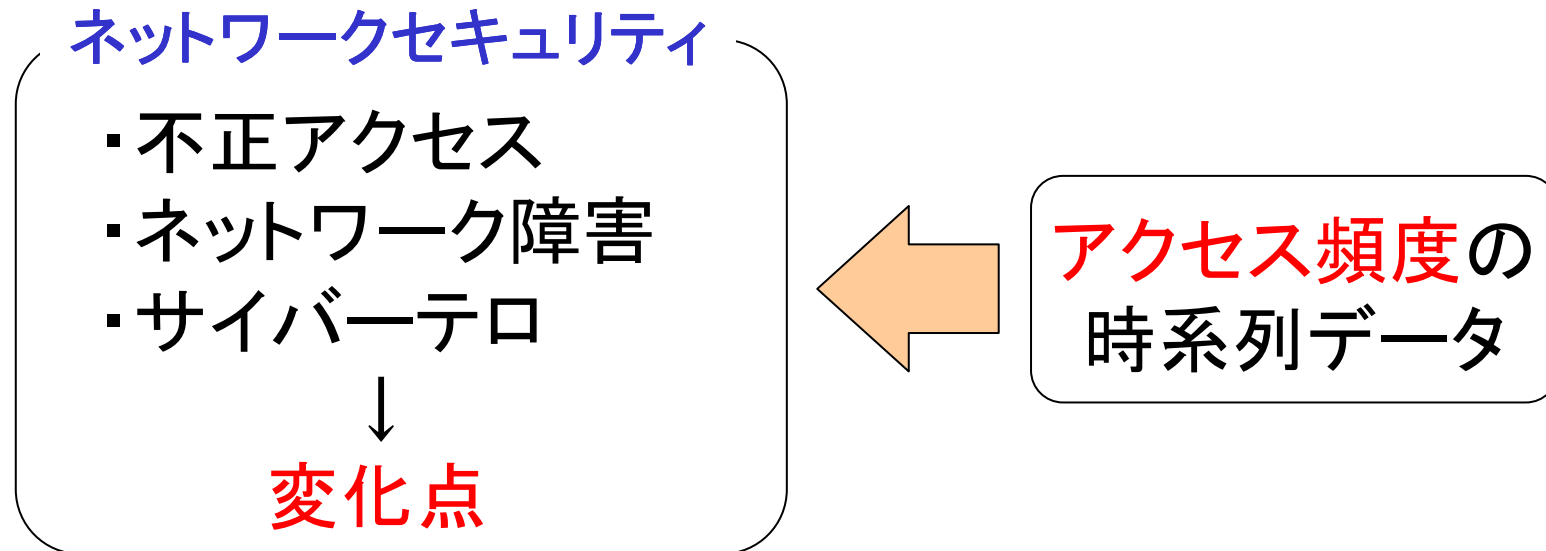 ネットワークセキュリティ
・不正アクセス
・ネットワーク障害
・サイバーテロ
↓
変化点
アクセス頻度の
時系列データ